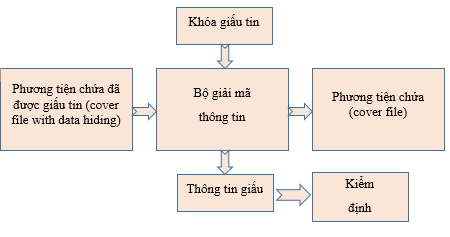 Khóa giấu tin
Phương tiện chứa đã
được giấu tin (cover
file with data hiding)
Bộ giải mã
thông tin
Phương tiện chứa
(cover file)
Thông tin giấu
Kiểm
định